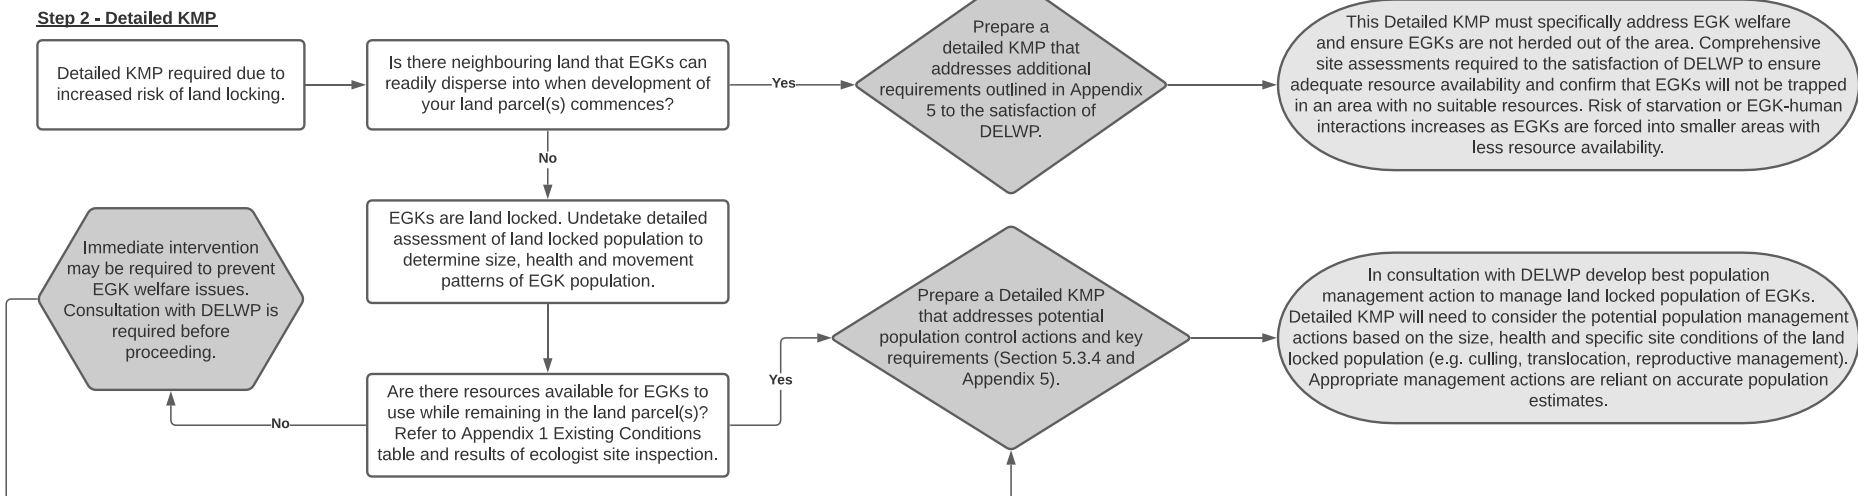 Step 2 - Detailed KMP
Detailed KMP required due to
increased risk of land locking.
Is there neighbouring land that EGKs can
readily disperse into when development of
your land parcel(s) commences?
Yes
Prepare a
detailed KMP that
addresses additional
requirements outlined in Appendix
5 to the satisfaction of
DELWP.
This Detailed KMP must specifically address EGK welfare
and ensure EGKs are not herded out of the area. Comprehensive
site assessments required to the satisfaction of DELWP to ensure
adequate resource availability and confirm that EGKs will not be trapped
in an area with no suitable resources. Risk of starvation or EGK-human
interactions increases as EGKs are forced into smaller areas with
less resource availability.
No
EGKs are land locked. Undetake detailed
assessment of land locked population to
determine size, health and movement
patterns of EGK population.
Immediate intervention
may be required to prevent
EGK welfare issues.
Consultation with DELWP is
required before
proceeding.
Are there resources available for EGKs to
use while remaining in the land parcel(s)?
Refer to Appendix 1 Existing Conditions
table and results of ecologist site inspection.
No
Yes
Prepare a Detailed KMP
that addresses potential
population control actions and key
requirements (Section 5.3.4 and
Appendix 5).
In consultation with DELWP develop best population
management action to manage land locked population of EGKs.
Detailed KMP will need to consider the potential population management
actions based on the size, health and specific site conditions of the land
locked population (e.g. culling, translocation, reproductive management).
Appropriate management actions are reliant on accurate population
estimates.